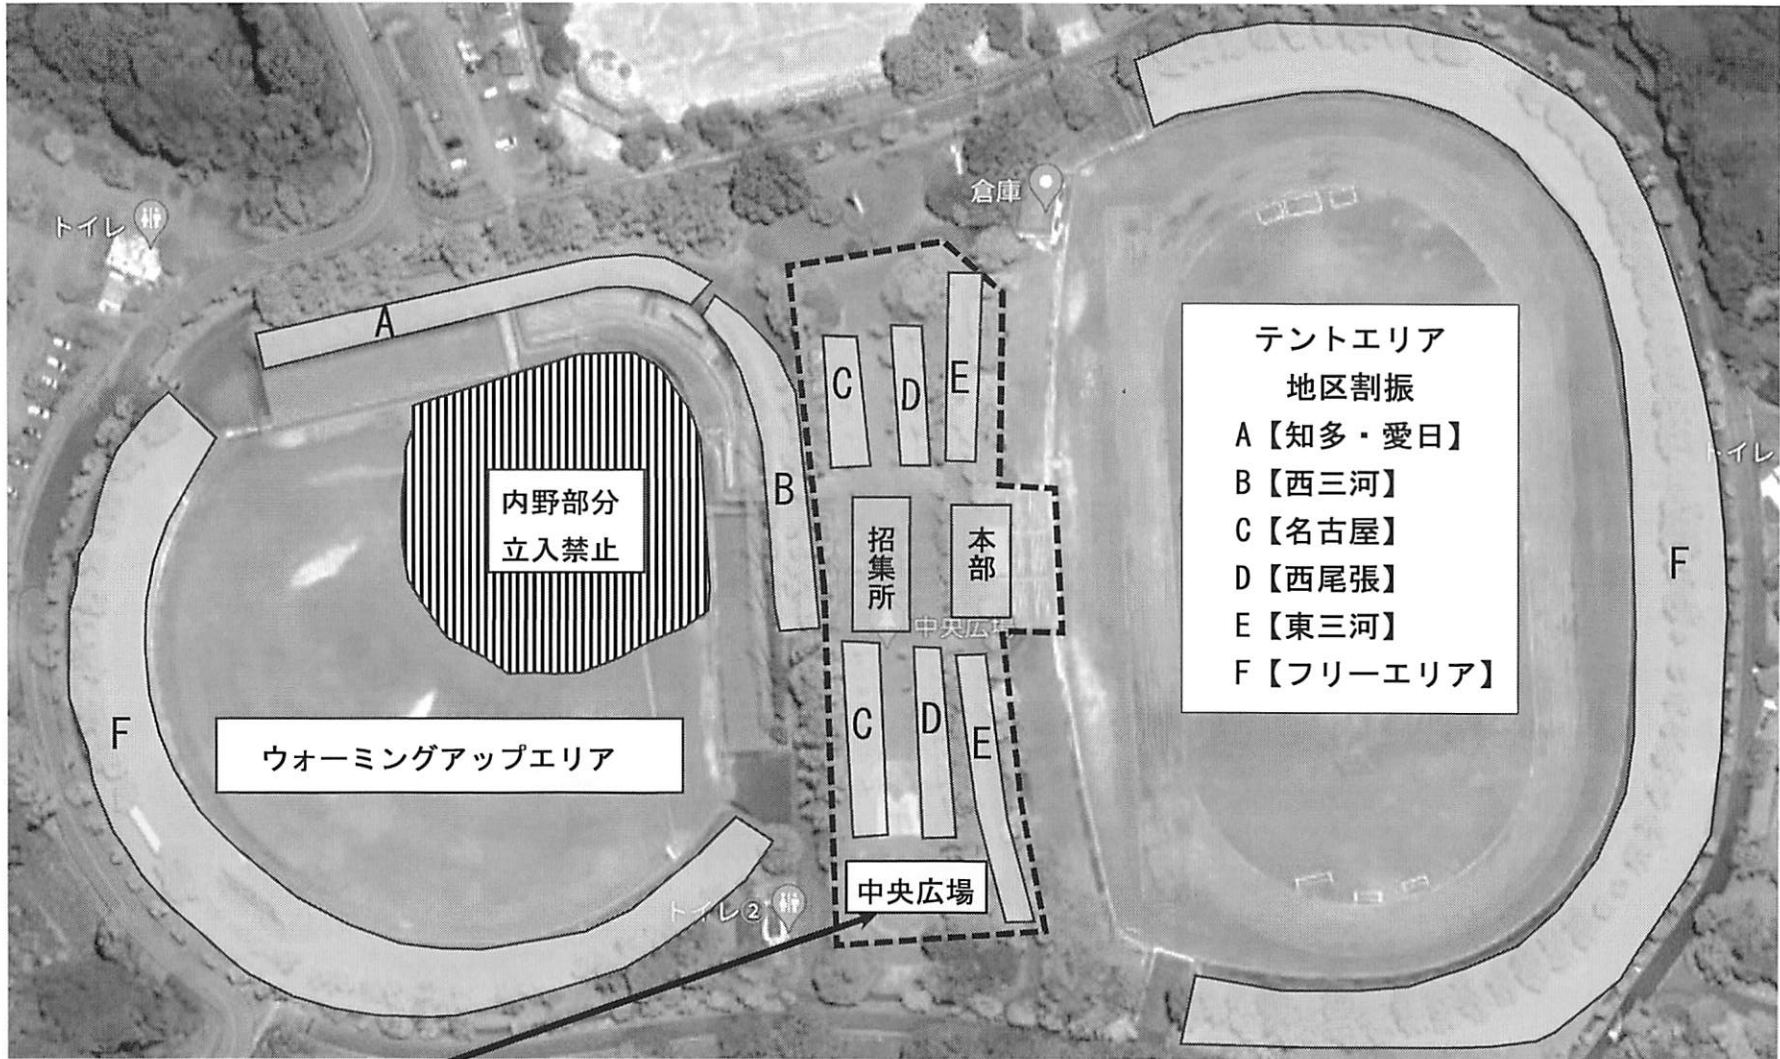 倉庫
トイレ
A
C
D
E
B
内野部分
立入禁止
招集所
本部
中央広場
F
ウォーミングアップエリア
C
D
E
中央広場
トイレ②
テントエリア
地区割振
A【知多・愛日】
B【西三河】
C【名古屋】
D【西尾張】
E【東三河】
F【フリーエリア】
F
トイレ